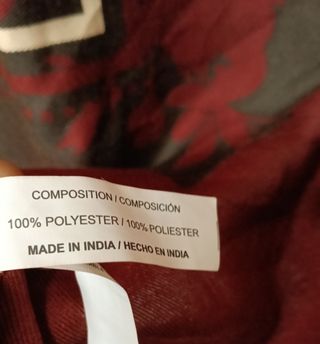 COMPOSITION / COMPOSICIÓN
100% POLYESTER / 100% POLIESTER
MADE IN INDIA / HECHO EN INDIA